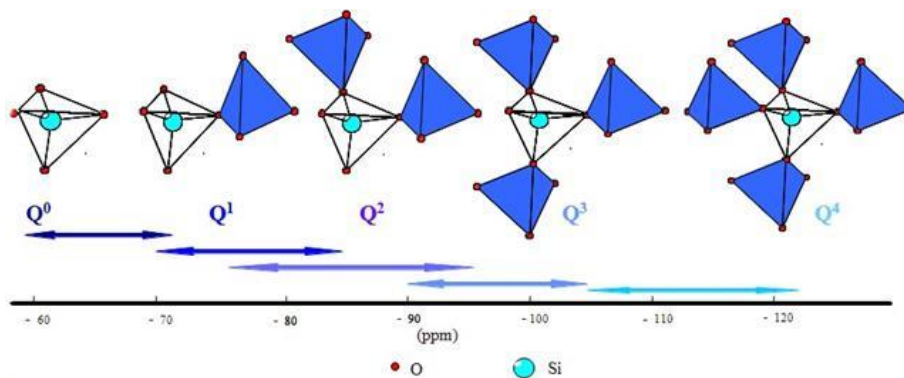 Q⁰ Q¹ Q² Q³ Q⁴
- 60 - 70 - 80 - 90 - 100 - 110 - 120
(ppm)
O Si